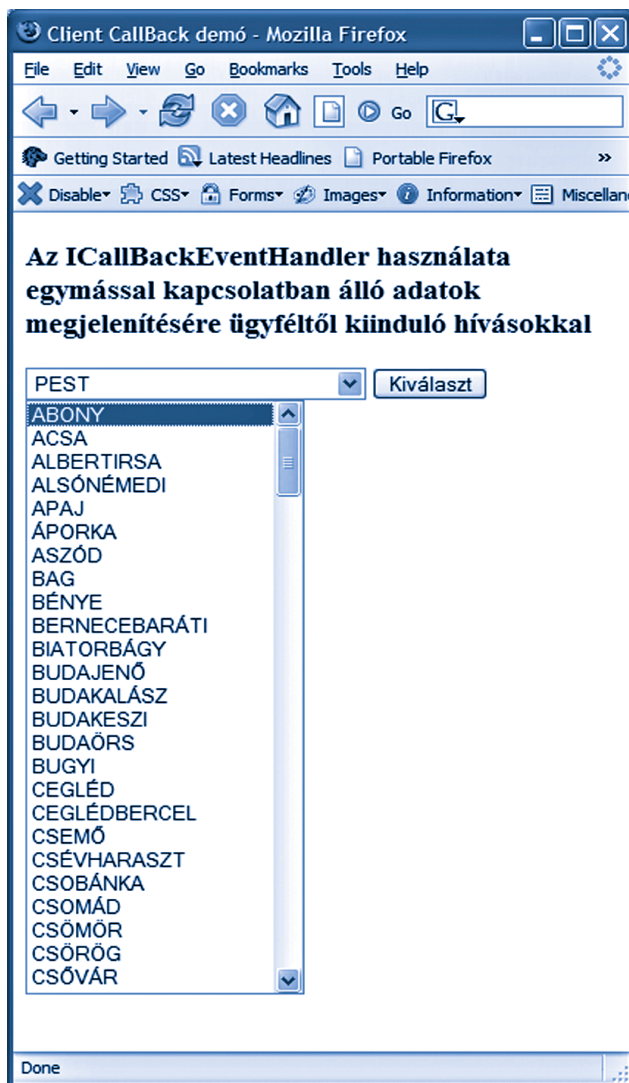 Client CallBack demó - Mozilla Firefox
File Edit View Go Bookmarks Tools Help
Go G
Getting Started Latest Headlines Portable Firefox »
Disable CSS Forms Images Information Miscellan
Az ICallBackEventHandler használata
egymással kapcsolatban álló adatok
megjelenítésére ügyféltől kiinduló hívásokkal
PEST Kiválaszt
ABONY
ACSA
ALBERTIRSA
ALSÓNÉMEDI
APAJ
ÁPORKA
ASZÓD
BAG
BÉNYE
BERNECEBARÁTI
BIATORBÁGY
BUDAJENŐ
BUDAKALÁSZ
BUDAKESZI
BUDAÖRS
BUGYI
CEGLÉD
CEGLÉDBERCEL
CSEMŐ
CSÉVHARASZT
CSOBÁNKA
CSOMÁD
CSÖMÖR
CSÖRÖG
CSŐVÁR
Done